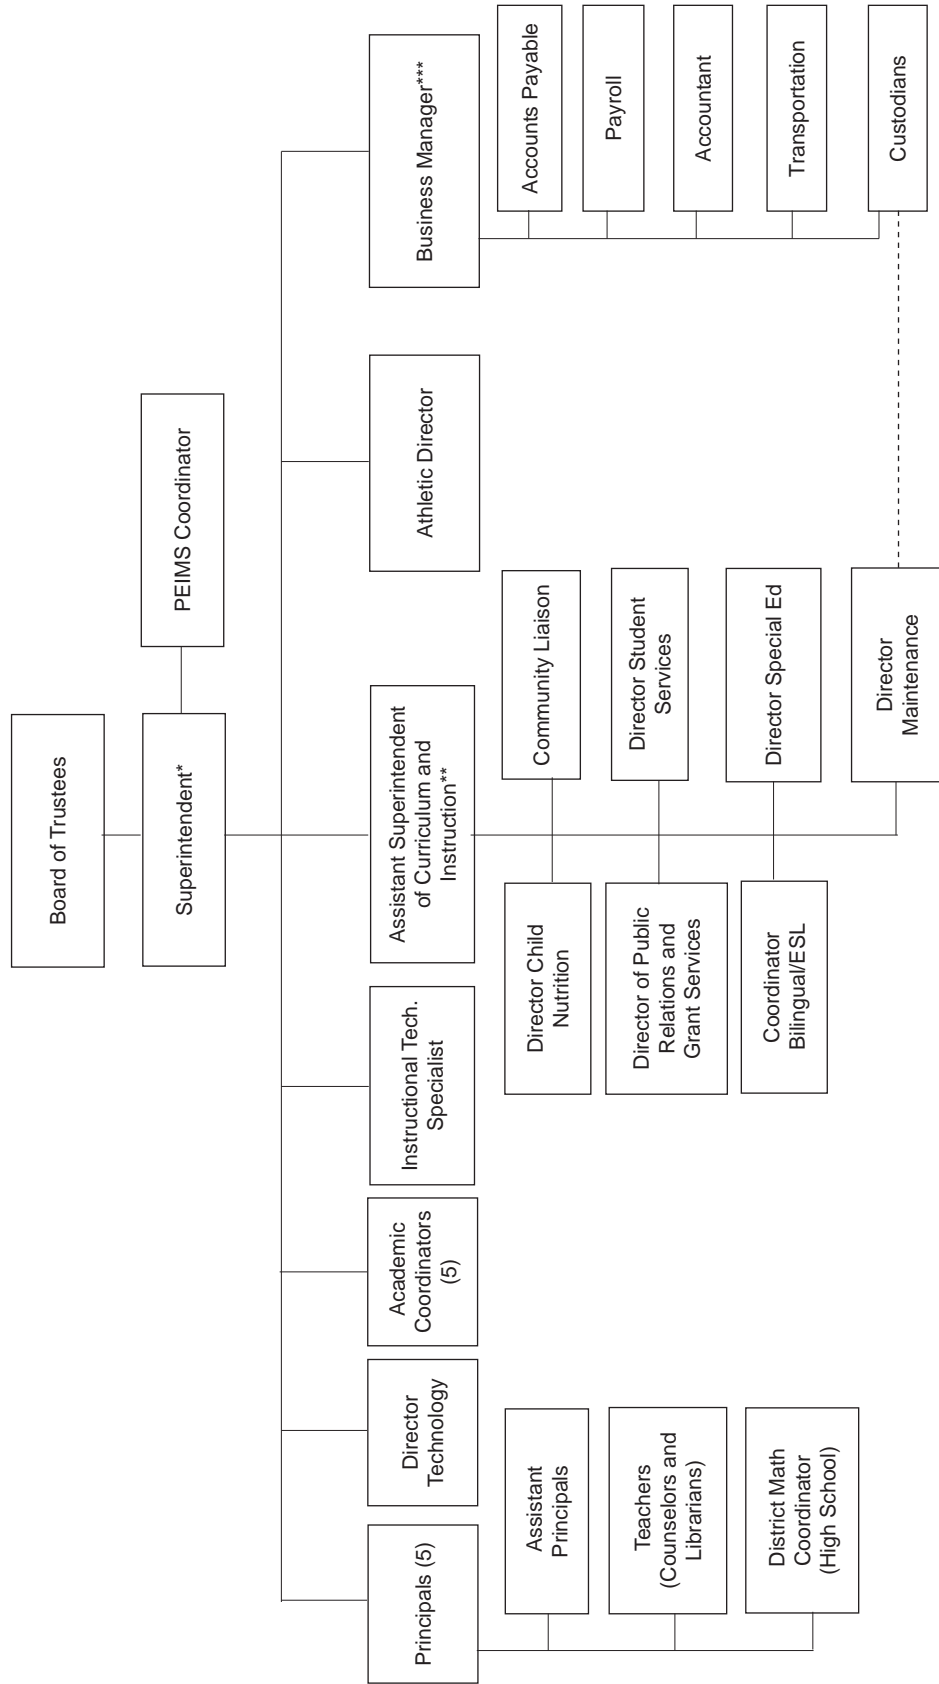 Board of Trustees
Superintendent*
PEIMS Coordinator
Principals (5)
Director
Technology
Academic
Coordinators
(5)
Instructional Tech.
Specialist
Assistant Superintendent
of Curriculum and
Instruction**
Athletic Director
Business Manager***
Assistant
Principals
Teachers
(Counselors and
Librarians)
District Math
Coordinator
(High School)
Director Child
Nutrition
Community Liaison
Director of Public
Relations and
Grant Services
Director Student
Services
Coordinator
Bilingual/ESL
Director Special Ed
Director
Maintenance
Accounts Payable
Payroll
Accountant
Transportation
Custodians